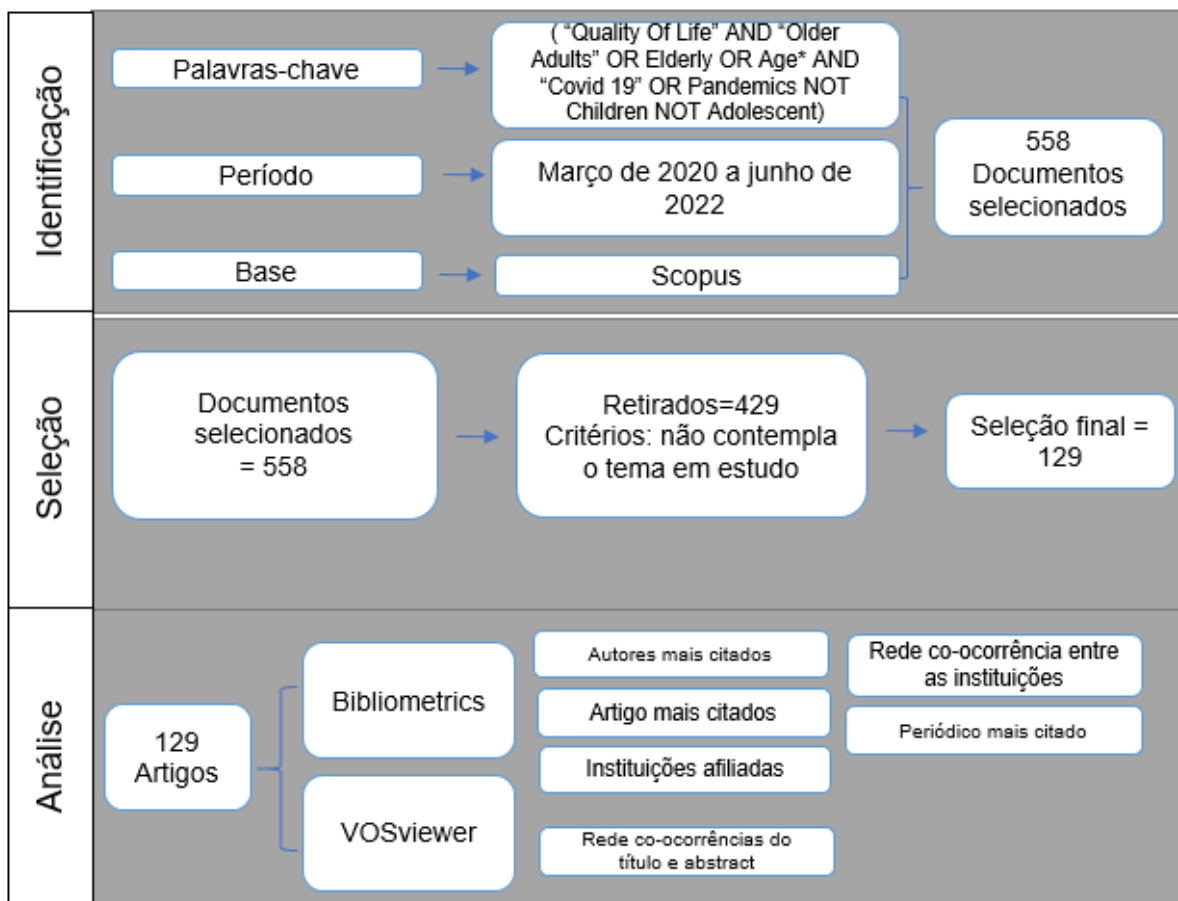 Identificação
Palavras-chave
( “Quality Of Life” AND “Older
Adults” OR Elderly OR Age* AND
“Covid 19” OR Pandemics NOT
Children NOT Adolescent)
Período
Março de 2020 a junho de
2022
Base
Scopus
558
Documentos
selecionados
Seleção
Documentos
selecionados
= 558
Retirados=429
Critérios: não contempla
o tema em estudo
Seleção final =
129
Análise
129
Artigos
Bibliometrics
VOSviewer
Autores mais citados
Artigo mais citados
Instituições afiliadas
Rede co-ocorrências do
título e abstract
Rede co-ocorrência entre
as instituições
Periódico mais citado